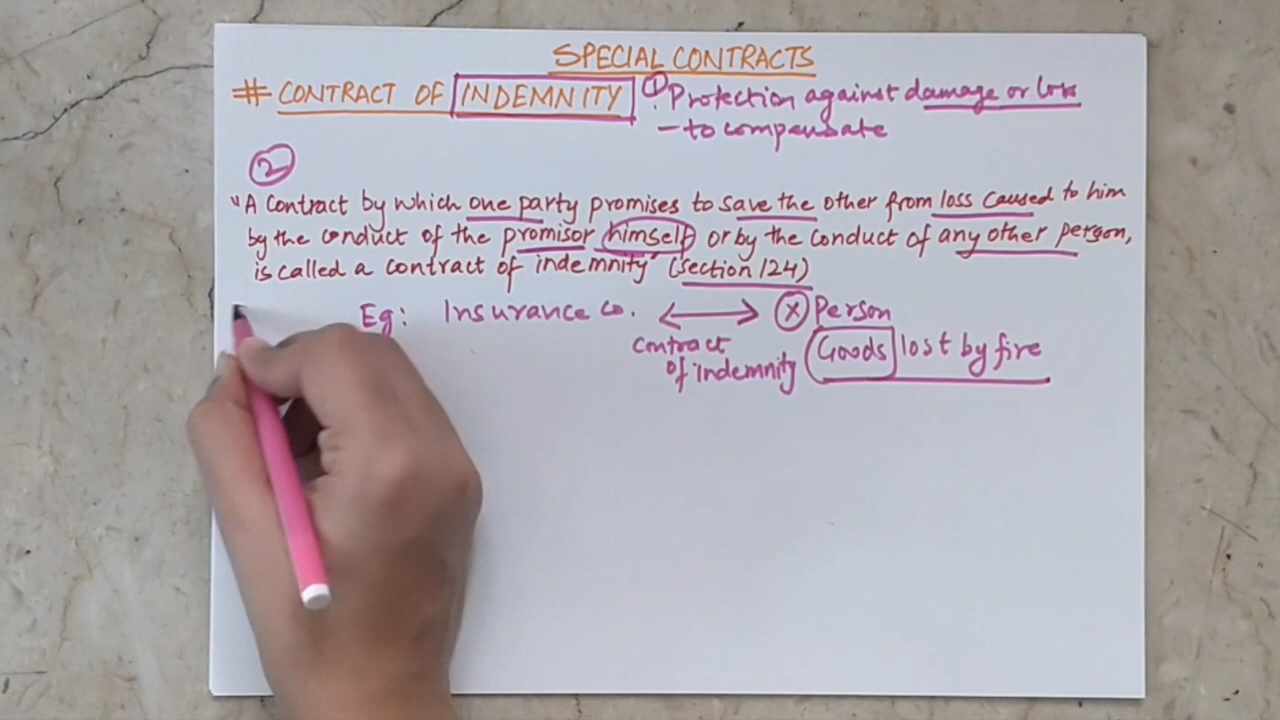 SPECIAL CONTRACTS
# CONTRACT OF INDEMNITY ① Protection against damage or loss
- to compensate
②
"A Contract by which one party promises to save the other from loss caused to him
by the conduct of the promisor himself or by the conduct of any other person,
is called a contract of indemnity" (Section 124)
Eg: Insurance Co. ⟷ Ⓧ Person
contract of indemnity
Goods lost by fire